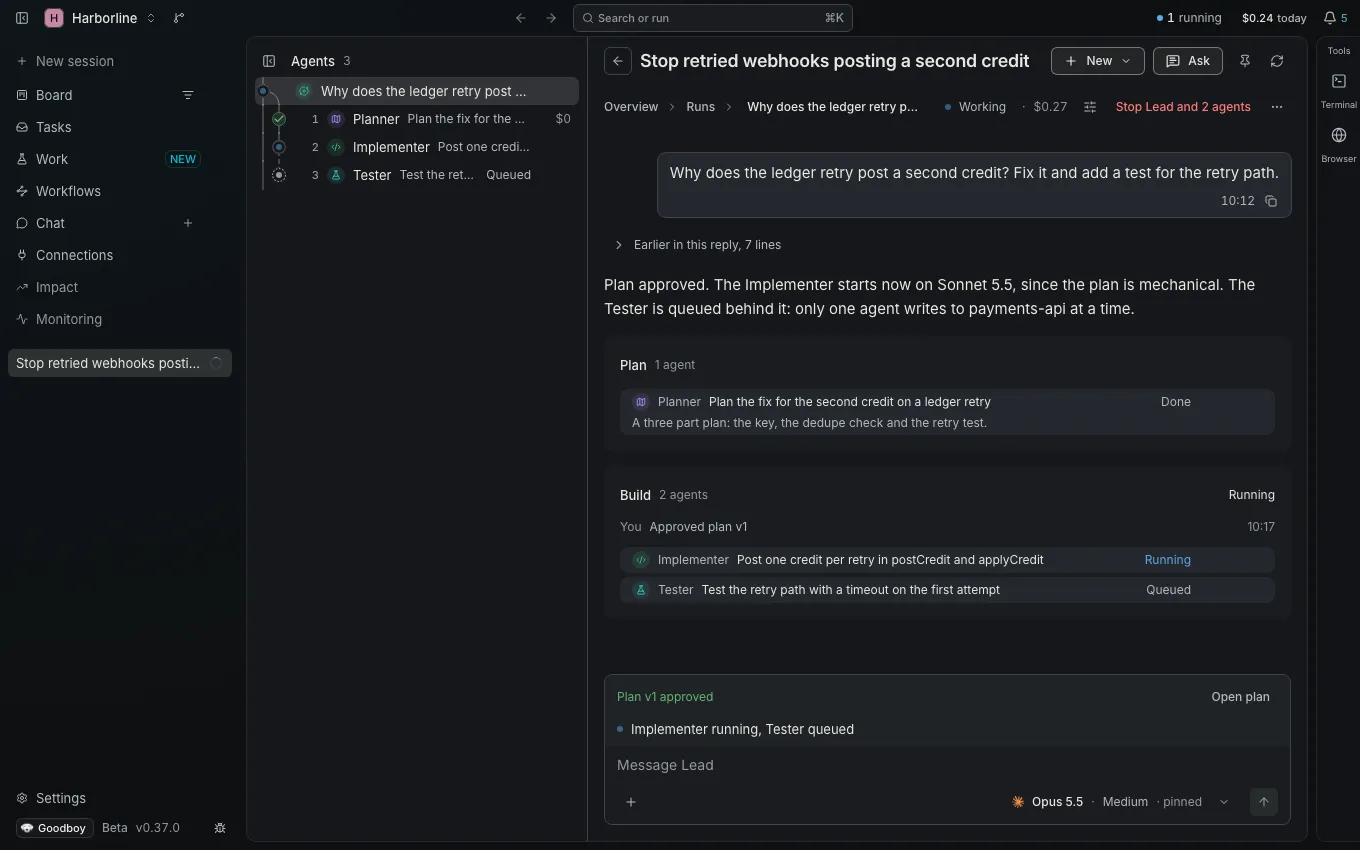 H Harborline
Search or run ⌘K
1 running $0.24 today 5
New session
Board
Tasks
Work NEW
Workflows
Chat
Connections
Impact
Monitoring
Stop retried webhooks posti...
Settings
Goodboy Beta v0.37.0
Agents 3
Why does the ledger retry post ...
1 Planner Plan the fix for the ... $0
2 Implementer Post one credi...
3 Tester Test the ret... Queued
Stop retried webhooks posting a second credit
New Ask
Overview Runs Why does the ledger retry p... Working · $0.27 Stop Lead and 2 agents
Why does the ledger retry post a second credit? Fix it and add a test for the retry path.
10:12
Earlier in this reply, 7 lines
Plan approved. The Implementer starts now on Sonnet 5.5, since the plan is mechanical. The
Tester is queued behind it: only one agent writes to payments-api at a time.
Plan 1 agent
Planner Plan the fix for the second credit on a ledger retry Done
A three part plan: the key, the dedupe check and the retry test.
Build 2 agents Running
You Approved plan v1 10:17
Implementer Post one credit per retry in postCredit and applyCredit Running
Tester Test the retry path with a timeout on the first attempt Queued
Plan v1 approved Open plan
Implementer running, Tester queued
Message Lead
Opus 5.5 · Medium · pinned
Tools
Terminal
Browser